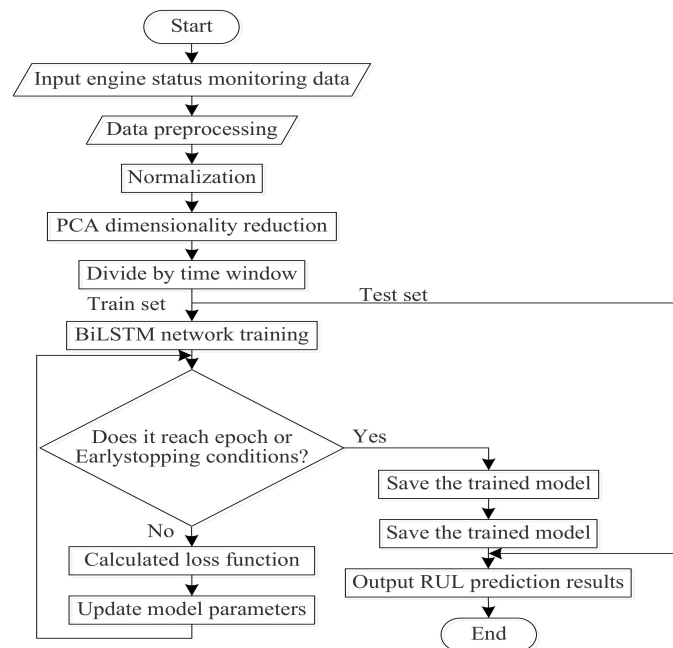 Start
Input engine status monitoring data
Data preprocessing
Normalization
PCA dimensionality reduction
Divide by time window
Train set
Test set
BiLSTM network training
Does it reach epoch or
Earlystopping conditions?
Yes
No
Calculated loss function
Update model parameters
Save the trained model
Save the trained model
Output RUL prediction results
End